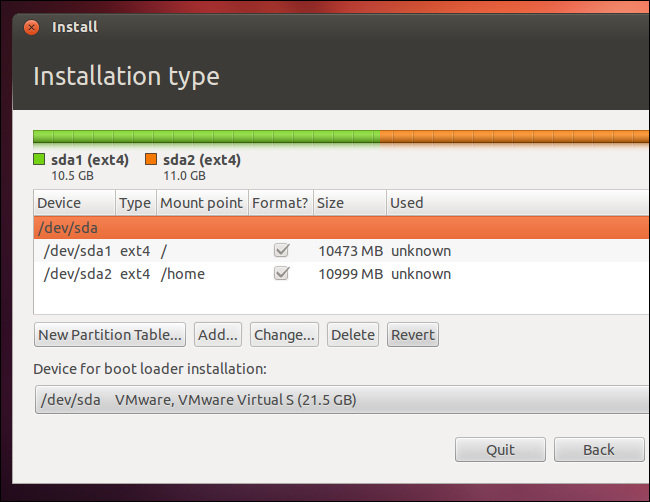 Install
Installation type
sda1 (ext4) sda2 (ext4)
10.5 GB 11.0 GB
Device Type Mount point Format? Size Used
/dev/sda
/dev/sda1 ext4 / 10473 MB unknown
/dev/sda2 ext4 /home 10999 MB unknown
New Partition Table... Add... Change... Delete Revert
Device for boot loader installation:
/dev/sda VMware, VMware Virtual S (21.5 GB)
Quit Back